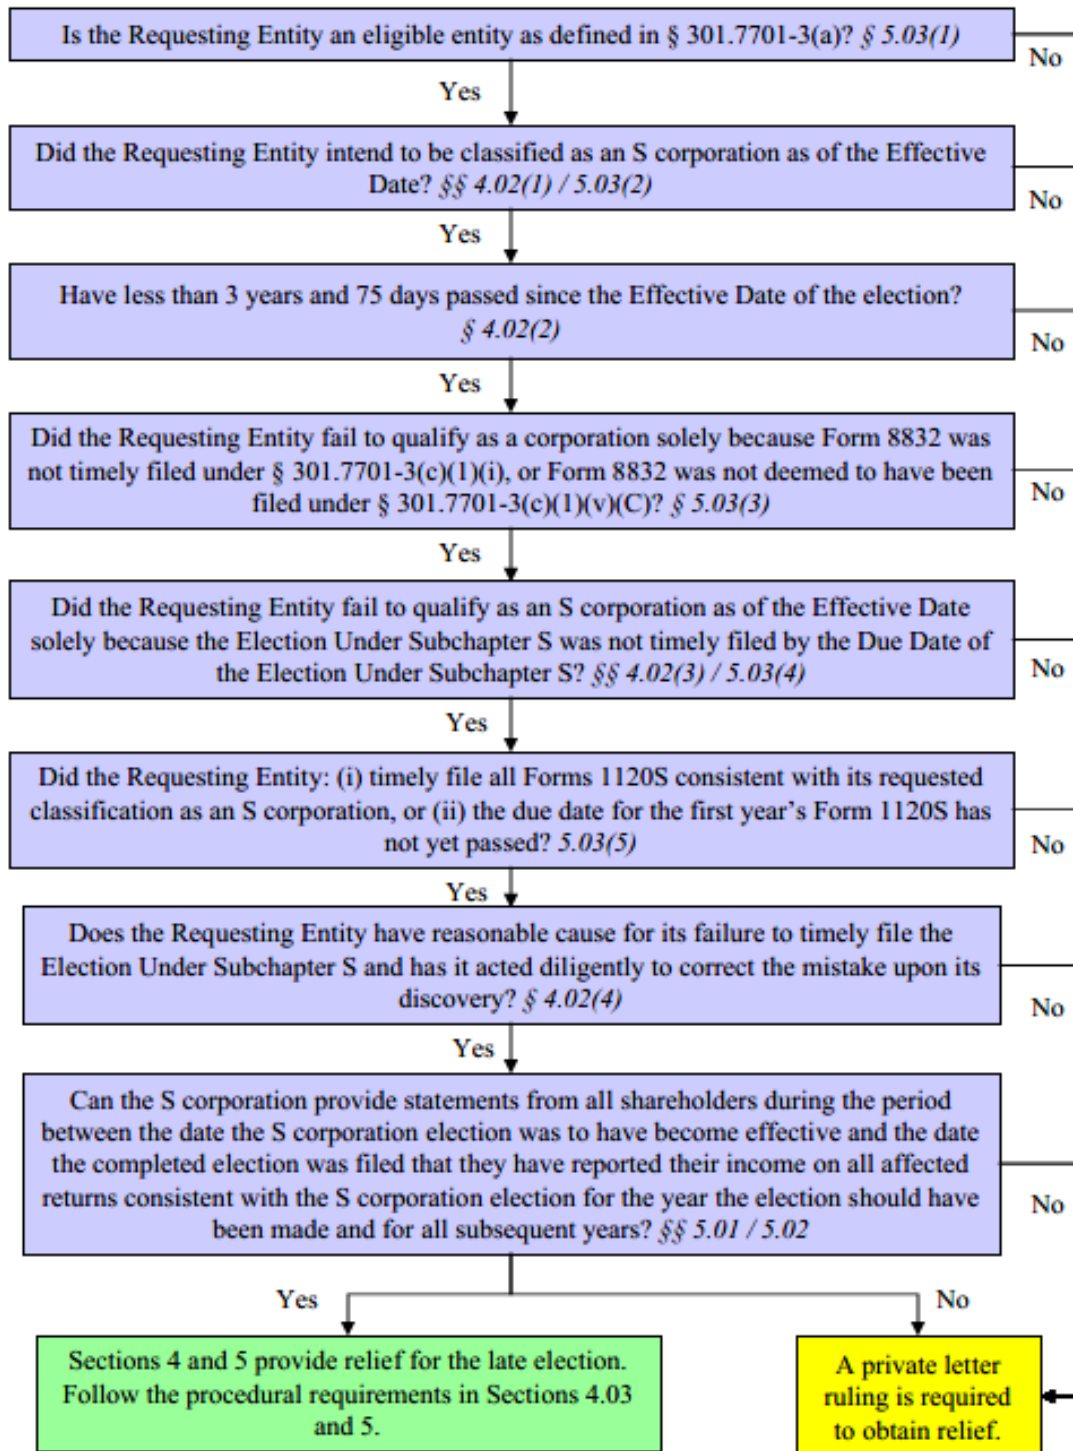 Is the Requesting Entity an eligible entity as defined in § 301.7701-3(a)? § 5.03(1)
No
Yes
Did the Requesting Entity intend to be classified as an S corporation as of the Effective
Date? §§ 4.02(1) / 5.03(2)
No
Yes
Have less than 3 years and 75 days passed since the Effective Date of the election?
§ 4.02(2)
No
Yes
Did the Requesting Entity fail to qualify as a corporation solely because Form 8832 was
not timely filed under § 301.7701-3(c)(1)(i), or Form 8832 was not deemed to have been
filed under § 301.7701-3(c)(1)(v)(C)? § 5.03(3)
No
Yes
Did the Requesting Entity fail to qualify as an S corporation as of the Effective Date
solely because the Election Under Subchapter S was not timely filed by the Due Date of
the Election Under Subchapter S? §§ 4.02(3) / 5.03(4)
No
Yes
Did the Requesting Entity: (i) timely file all Forms 1120S consistent with its requested
classification as an S corporation, or (ii) the due date for the first year's Form 1120S has
not yet passed? 5.03(5)
No
Yes
Does the Requesting Entity have reasonable cause for its failure to timely file the
Election Under Subchapter S and has it acted diligently to correct the mistake upon its
discovery? § 4.02(4)
No
Yes
Can the S corporation provide statements from all shareholders during the period
between the date the S corporation election was to have become effective and the date
the completed election was filed that they have reported their income on all affected
returns consistent with the S corporation election for the year the election should have
been made and for all subsequent years? §§ 5.01 / 5.02
No
Yes
No
Sections 4 and 5 provide relief for the late election.
Follow the procedural requirements in Sections 4.03
and 5.
A private letter
ruling is required
to obtain relief.